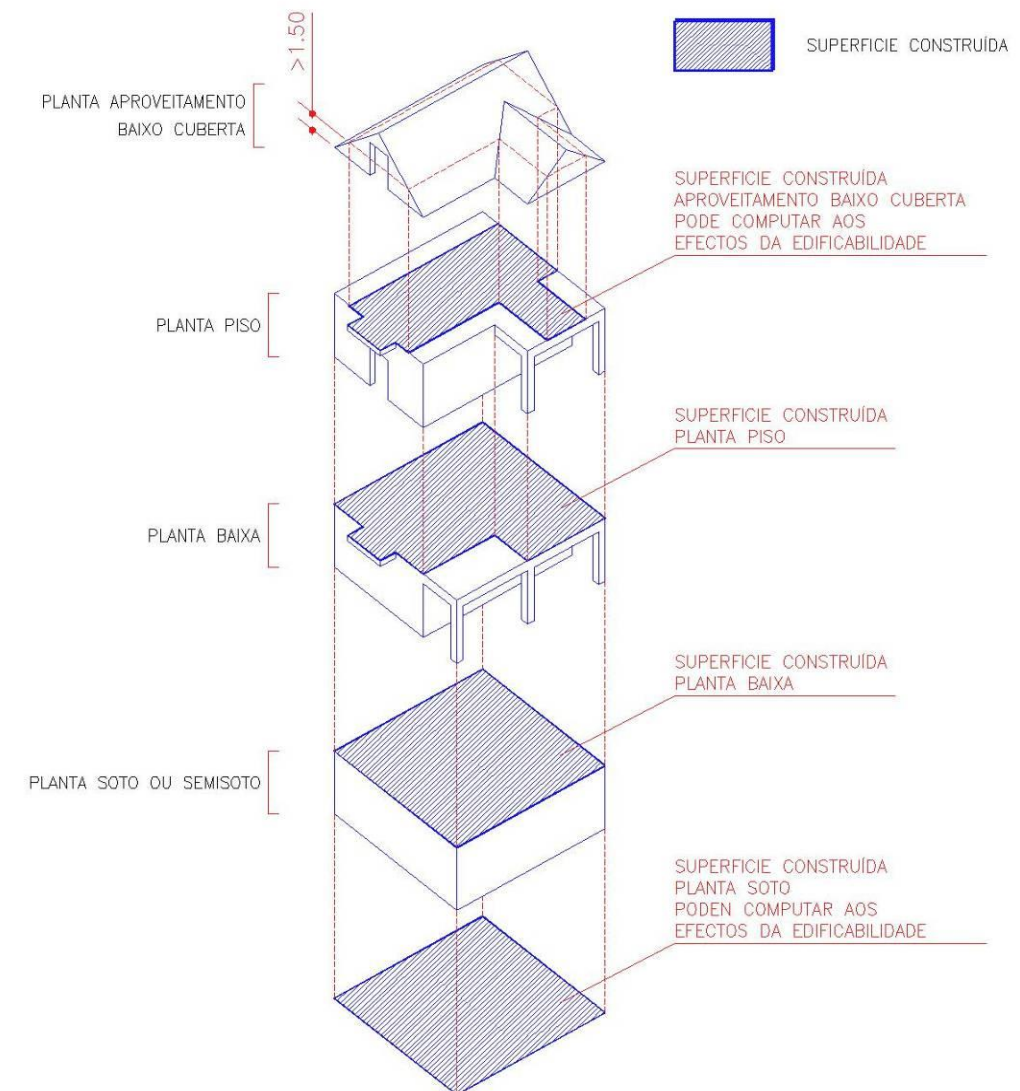 >1.50
SUPERFICIE CONSTRUÍDA
PLANTA APROVEITAMENTO
BAIXO CUBERTA
SUPERFICIE CONSTRUÍDA
APROVEITAMENTO BAIXO CUBERTA
PODE COMPUTAR AOS
EFECTOS DA EDIFICABILIDADE
PLANTA PISO
SUPERFICIE CONSTRUÍDA
PLANTA PISO
PLANTA BAIXA
SUPERFICIE CONSTRUÍDA
PLANTA BAIXA
PLANTA SOTO OU SEMISOTO
SUPERFICIE CONSTRUÍDA
PLANTA SOTO
PODEN COMPUTAR AOS
EFECTOS DA EDIFICABILIDADE